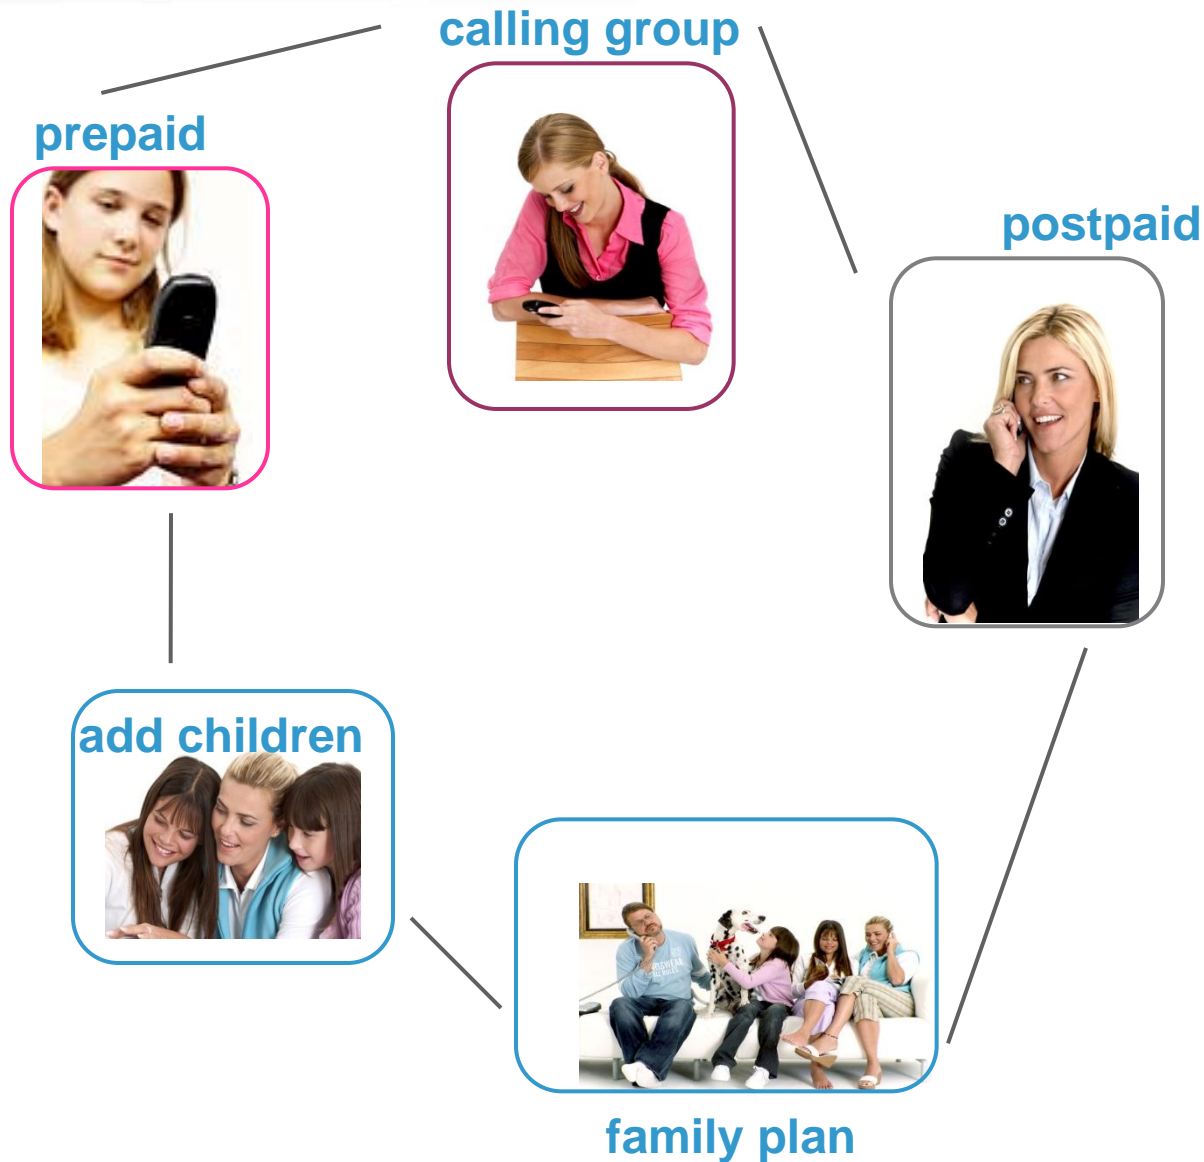 calling group
prepaid
postpaid
add children
family plan